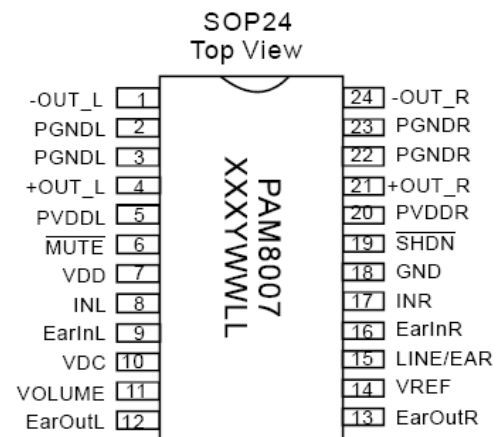 SOP24
Top View
-OUT_L 1
PGNDL 2
PGNDL 3
+OUT_L 4
PVDDL 5
MUTE 6
VDD 7
INL 8
EarInL 9
VDC 10
VOLUME 11
EarOutL 12
PAM8007
XXXYWWLL
24 -OUT_R
23 PGNDR
22 PGNDR
21 +OUT_R
20 PVDDR
19 SHDN
18 GND
17 INR
16 EarInR
15 LINE/EAR
14 VREF
13 EarOutR